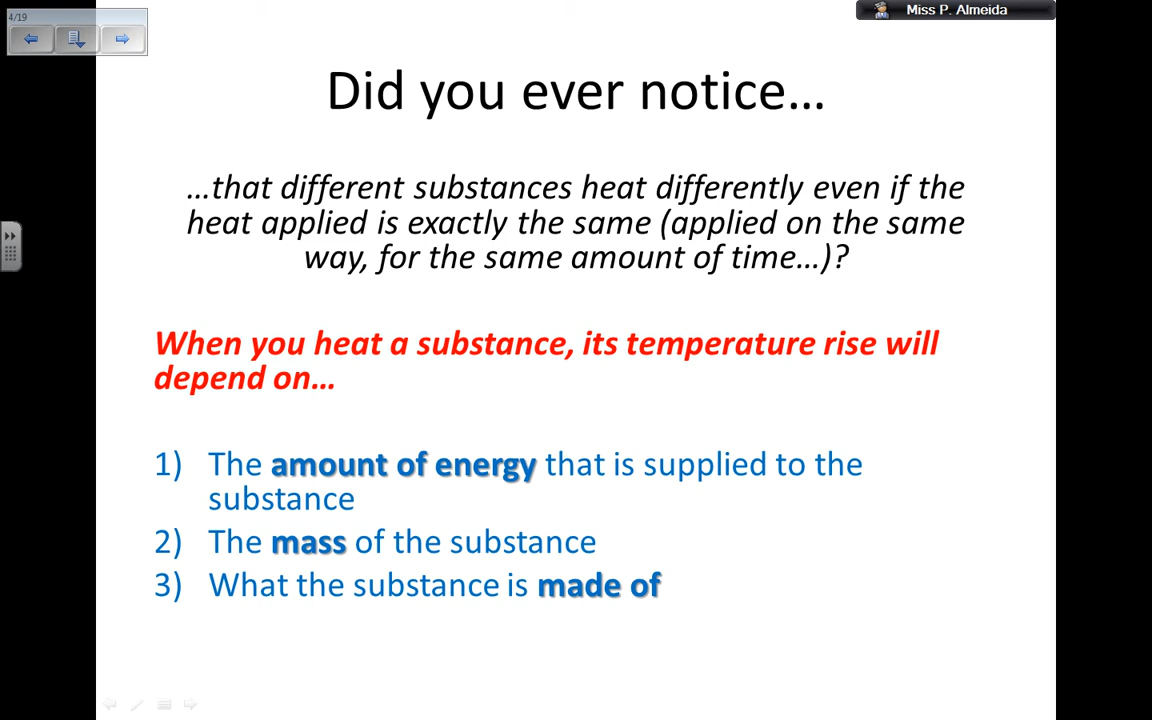 4/19
Miss P. Almeida
Did you ever notice…
…that different substances heat differently even if the
heat applied is exactly the same (applied on the same
way, for the same amount of time…)?
When you heat a substance, its temperature rise will
depend on…
1) The amount of energy that is supplied to the
substance
2) The mass of the substance
3) What the substance is made of